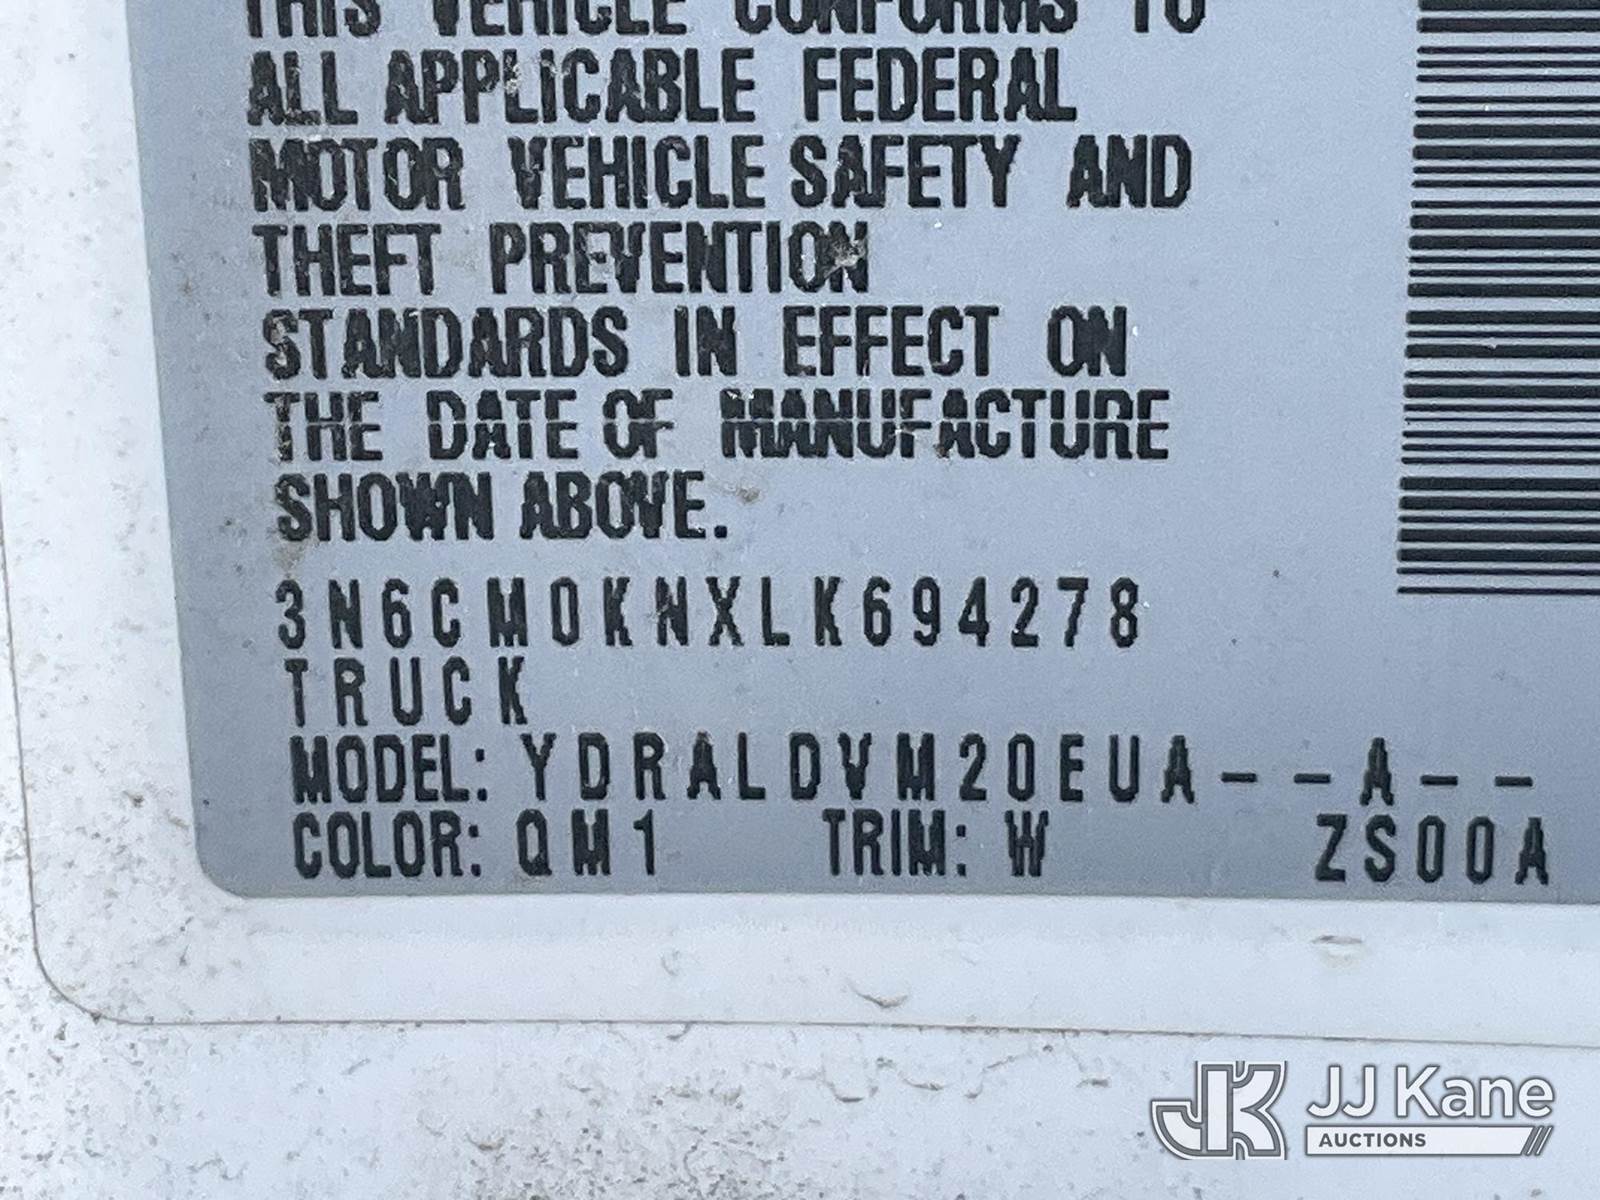 THIS VEHICLE CONFORMS TO
ALL APPLICABLE FEDERAL
MOTOR VEHICLE SAFETY AND
THEFT PREVENTION
STANDARDS IN EFFECT ON
THE DATE OF MANUFACTURE
SHOWN ABOVE.
3N6CM0KNXLK694278
TRUCK
MODEL: YDRALDVM20EUA--A--
COLOR: QM1 TRIM: W ZS00A
JK JJ Kane
AUCTIONS